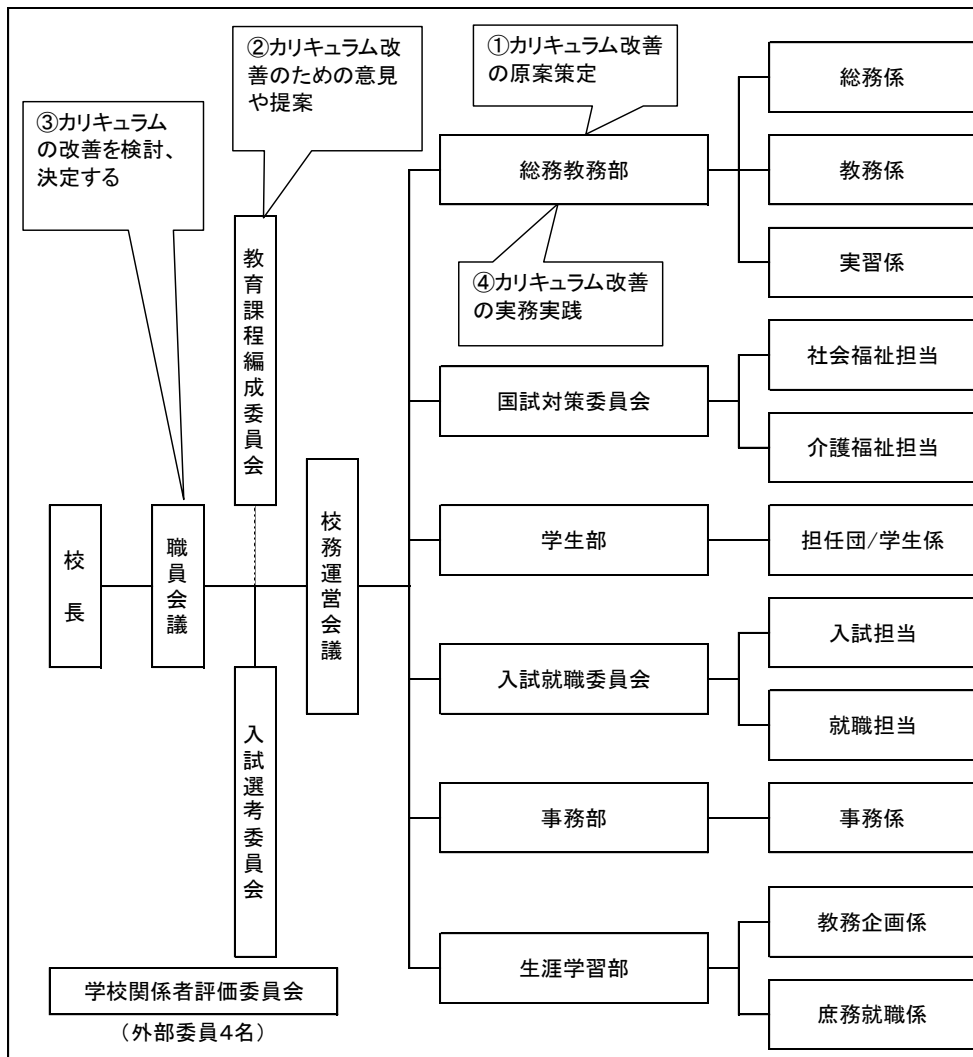 ①カリキュラム改善
の原案策定
②カリキュラム改
善のための意見
や提案
③カリキュラム
の改善を検討、
決定する
④カリキュラム改善
の実務実践
校長
職員会議
教育課程編成委員会
入試選考委員会
校務運営会議
総務教務部
総務係
教務係
実習係
国試対策委員会
社会福祉担当
介護福祉担当
学生部
担任団/学生係
入試就職委員会
入試担当
就職担当
事務部
事務係
生涯学習部
教務企画係
庶務就職係
学校関係者評価委員会
（外部委員4名）